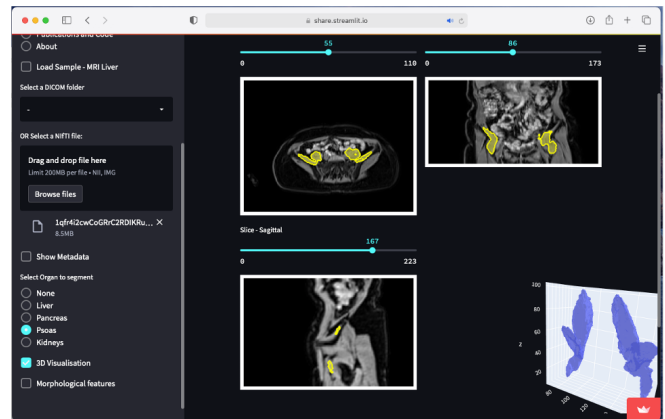 share.streamlit.io
Publications and Code
About
Load Sample - MRI Liver
Select a DICOM folder
-
OR Select a NIfTI file:
Drag and drop file here
Limit 200MB per file • NII, IMG
Browse files
1qfr4i2cwCoGRrC2RDIKRu...
8.5MB
Show Metadata
Select Organ to segment
None
Liver
Pancreas
Psoas
Kidneys
3D Visualisation
Morphological features
55
0 110
86
0 173
Slice - Sagittal
167
0 223
100
80
60
z
40
20
80
100
120